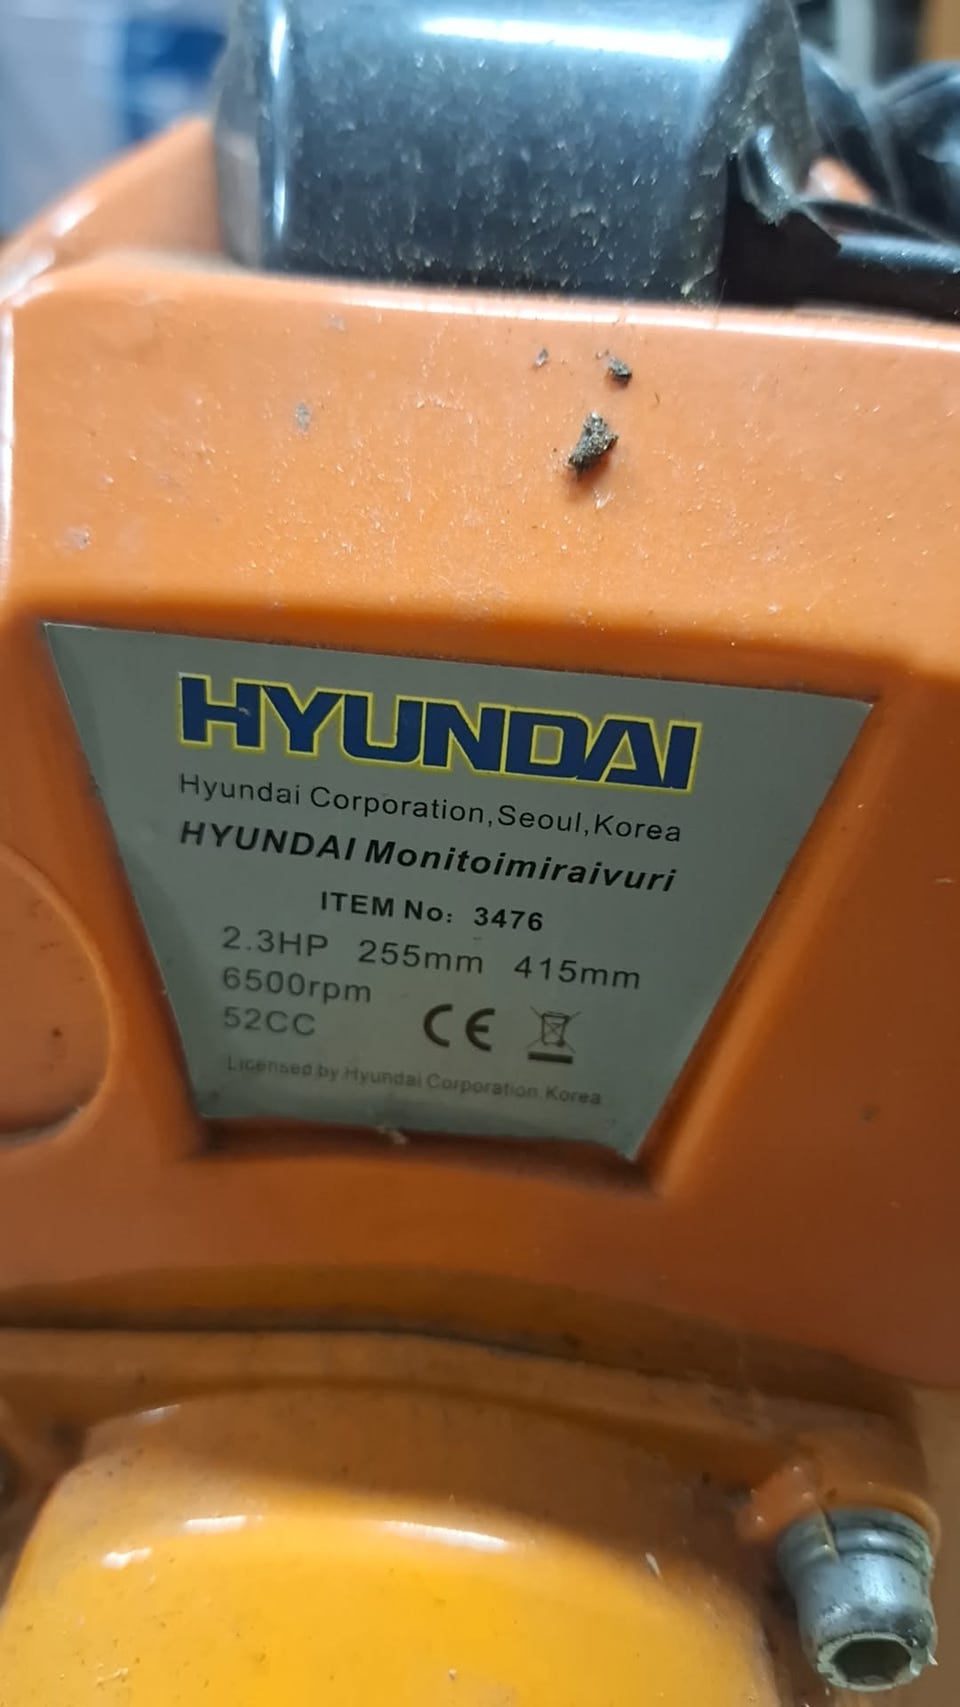 HYUNDAI
Hyundai Corporation,Seoul,Korea
HYUNDAI Monitoimiraivuri
ITEM No: 3476
2.3HP 255mm 415mm
6500rpm
52CC CE
Licensed by Hyundai Corporation.Korea